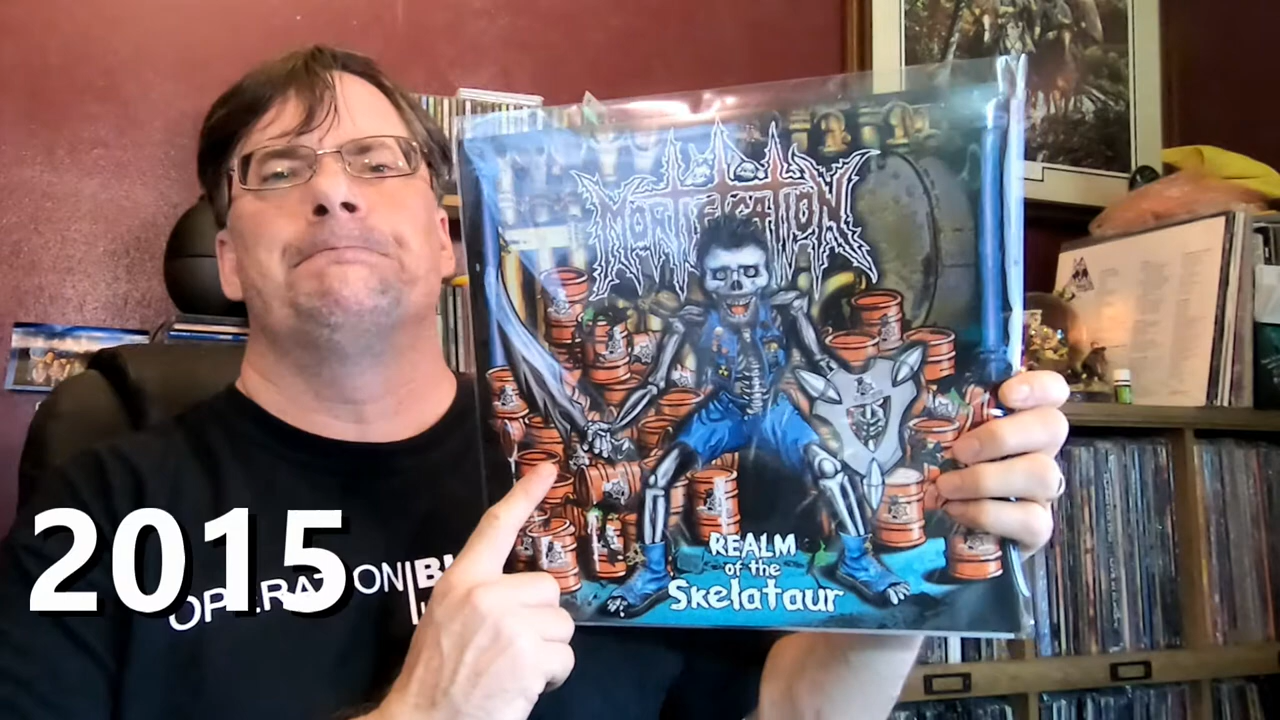 MORTIFICATION
2015
OPERATION
REALM
of the
Skelataur